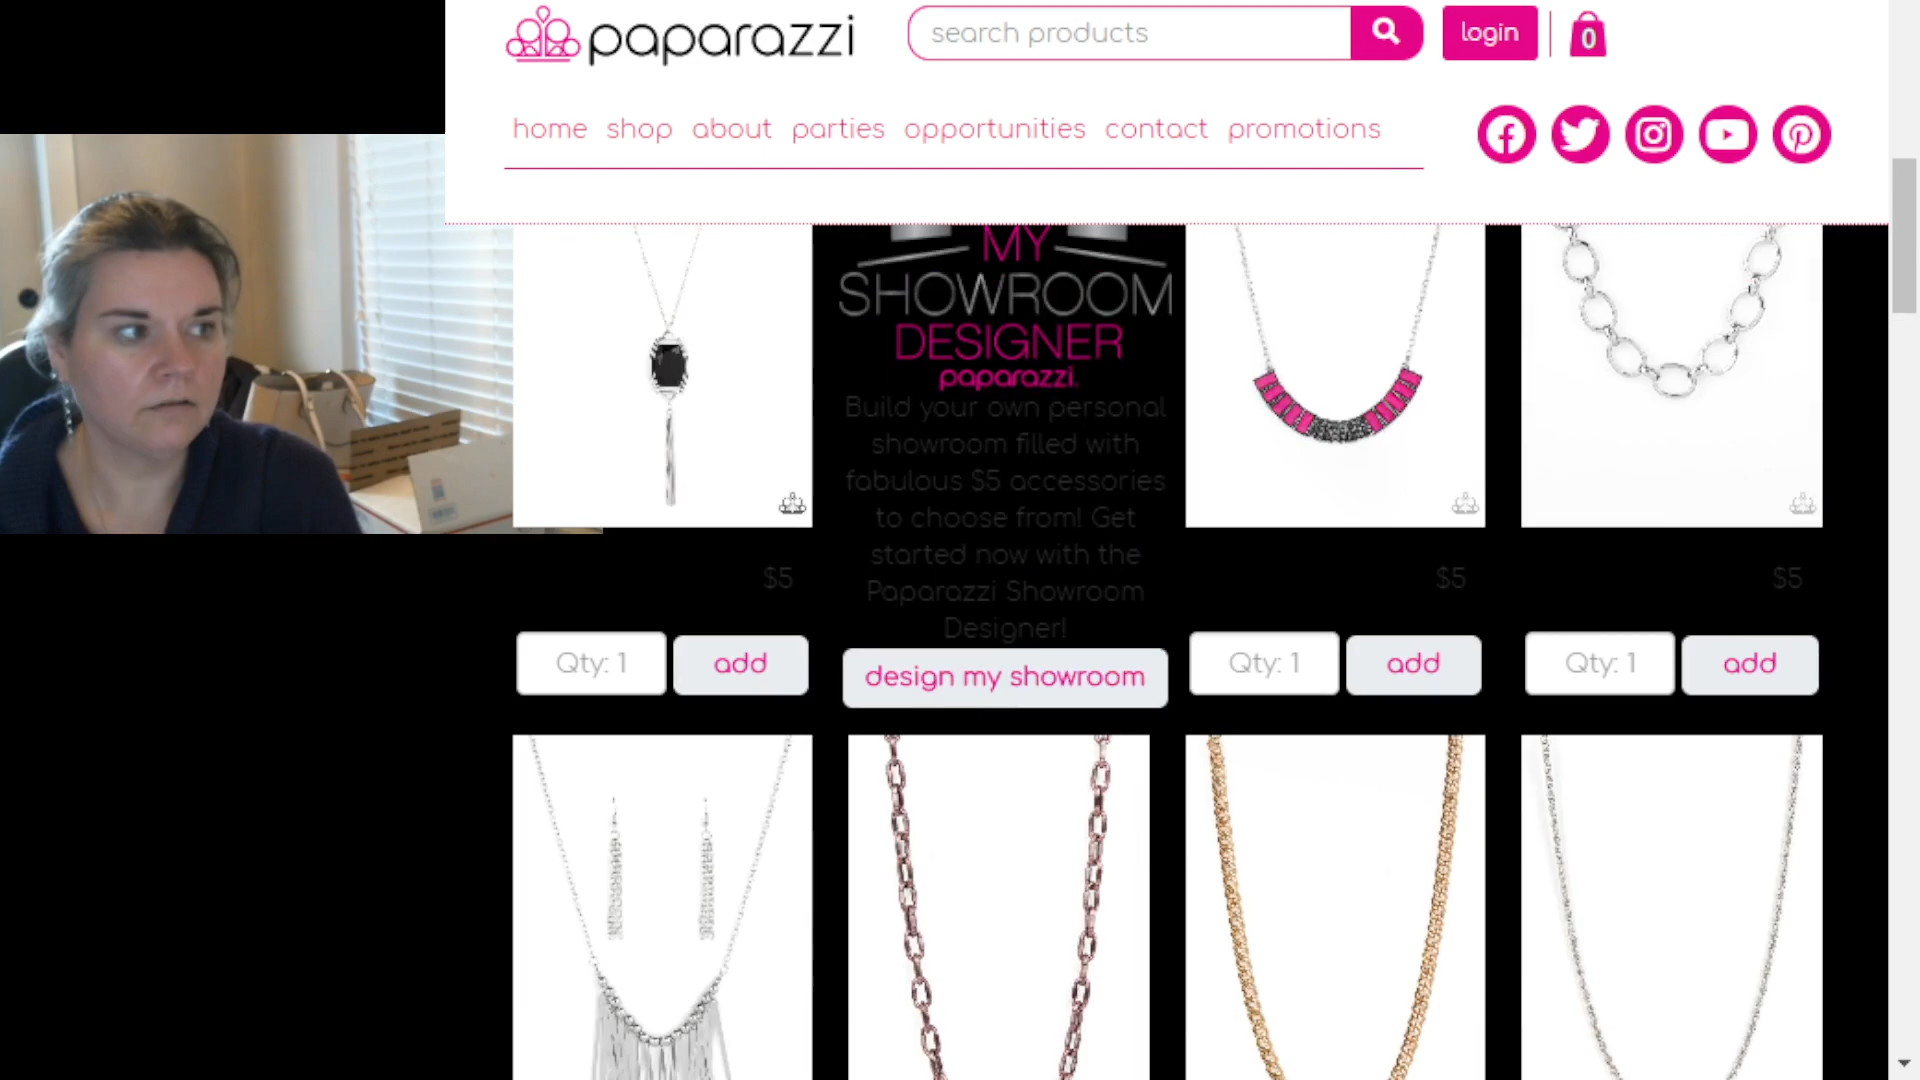 paparazzi
search products
login
0
home shop about parties opportunities contact promotions
MY
SHOWROOM
DESIGNER
paparazzi
Build your own personal
showroom filled with
fabulous $5 accessories
to choose from! Get
started now with the
Paparazzi Showroom
Designer!
$5
$5
$5
Qty: 1
add
design my showroom
Qty: 1
add
Qty: 1
add